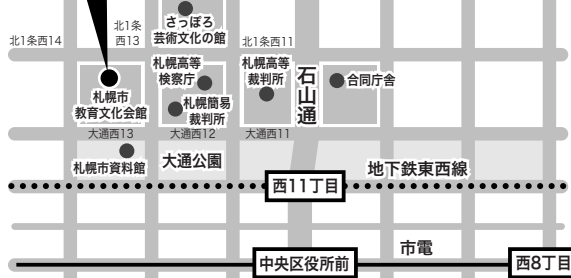 さっぽろ
芸術文化の館
北1条西14
北1条
西13
北1条西11
札幌高等
検察庁
札幌高等
裁判所
石山通
合同庁舎
札幌市
教育文化会館
札幌簡易
裁判所
大通西13
大通西12
大通西11
札幌市資料館
大通公園
地下鉄東西線
西11丁目
市電
中央区役所前
西8丁目